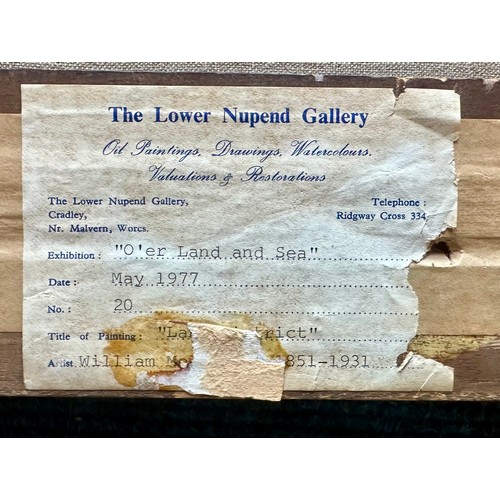 The Lower Nupend Gallery
Oil Paintings, Drawings, Watercolours.
Valuations & Restorations
The Lower Nupend Gallery,
Cradley,
Nr. Malvern, Worcs.
Telephone :
Ridgway Cross 334
Exhibition: "O'er Land and Sea"
Date: May 1977
No.: 20
Title of Painting: "La trict"
Artist William M 851-1931